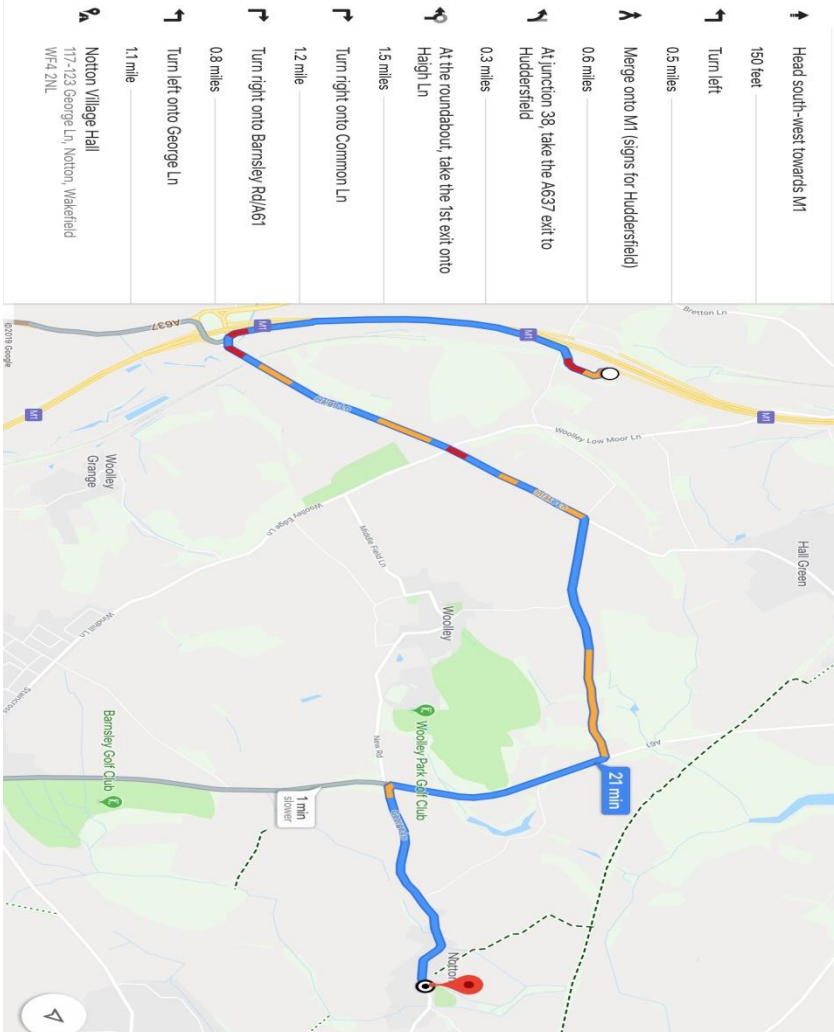 Head south-west towards M1
150 feet
Turn left
0.5 miles
Merge onto M1 (signs for Huddersfield)
0.6 miles
At junction 38, take the A637 exit to
Huddersfield
0.3 miles
At the roundabout, take the 1st exit onto
Haigh Ln
1.5 miles
Turn right onto Common Ln
1.2 mile
Turn right onto Barnsley Rd/A61
0.8 miles
Turn left onto George Ln
1.1 mile
Notton Village Hall
117-123 George Ln, Notton, Wakefield
WF4 2NL
Bretton Ln
M1
Hall Green
Woolley Low Moor Ln
M1
A61
21 min
Woolley
Middle Field Ln
Woolley Park Golf Club
New Rd
Notton
M1
A637
M1
Woolley Edge Ln
Woolley
Grange
Windhill Ln
Staincross
Barnsley Golf Club
1 min
slower
©2019 Google